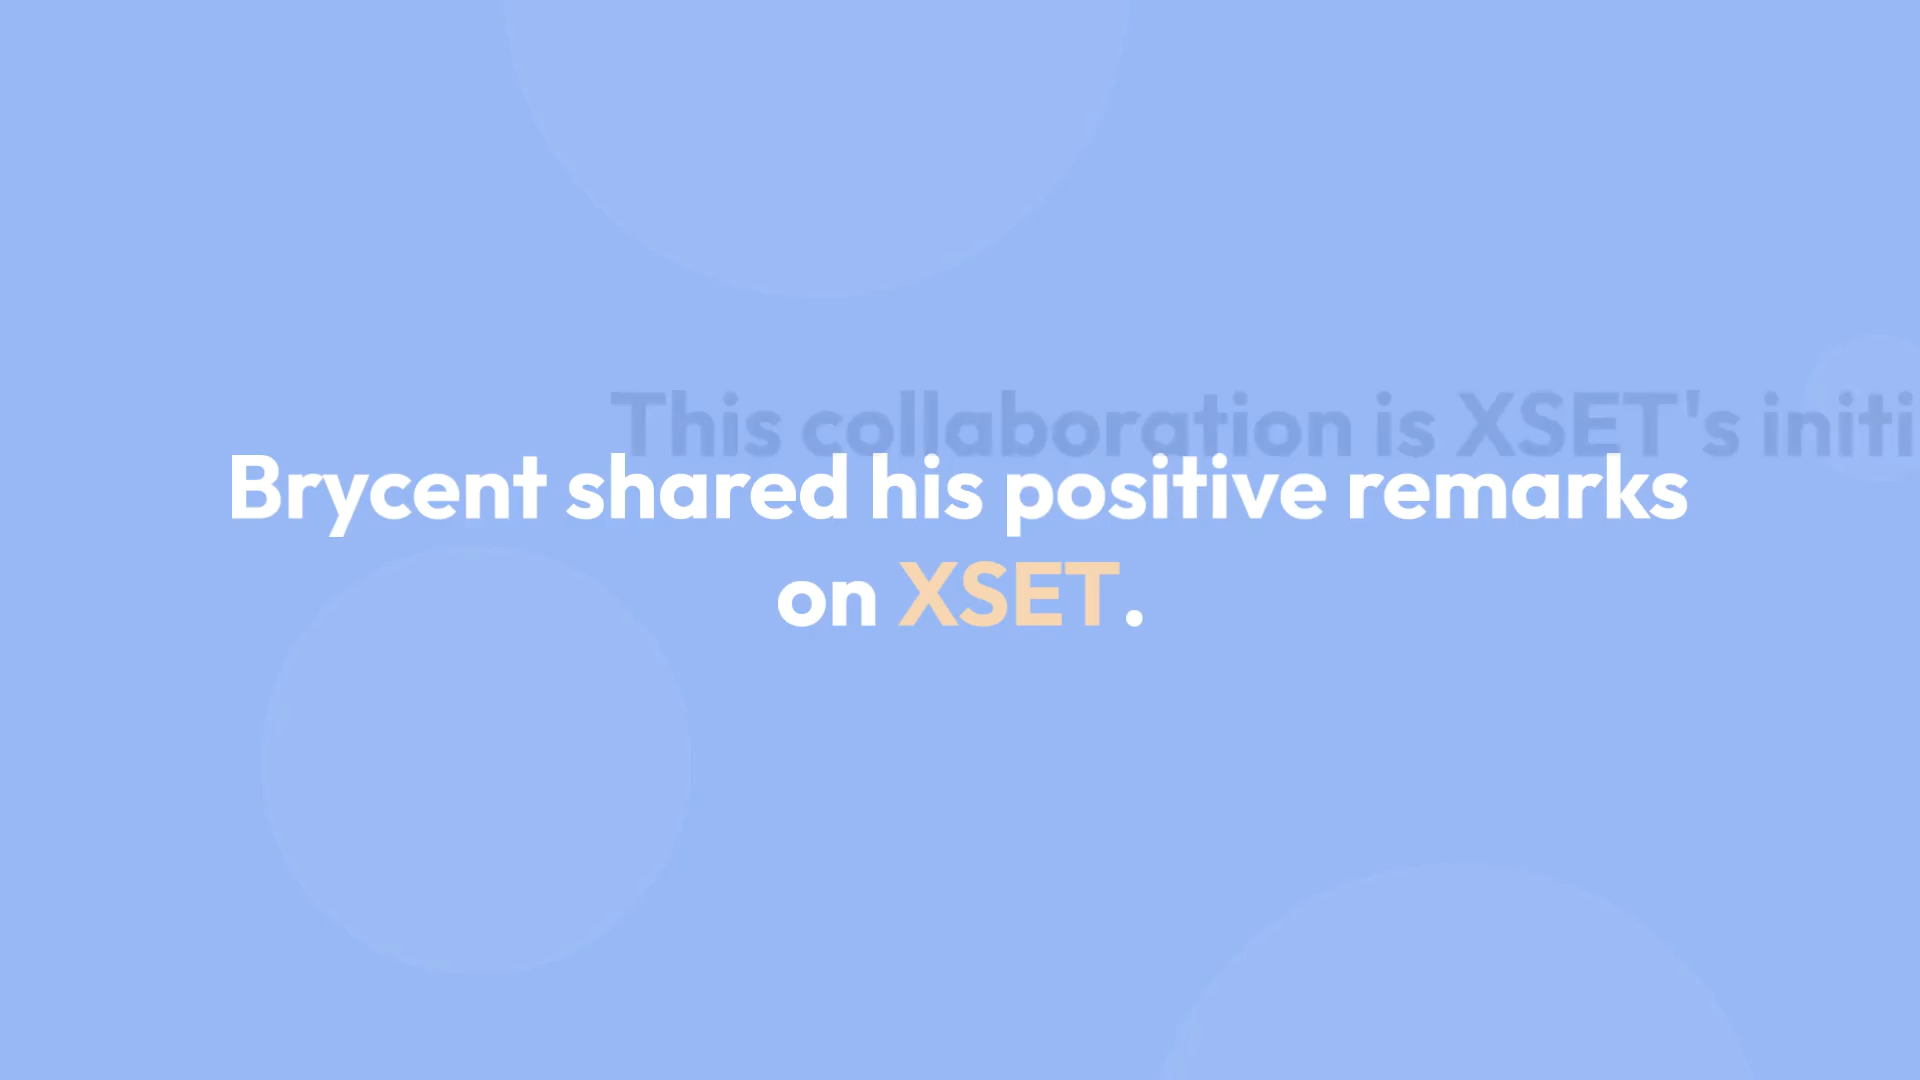 This collaboration is XSET's initi
Brycent shared his positive remarks
on XSET.